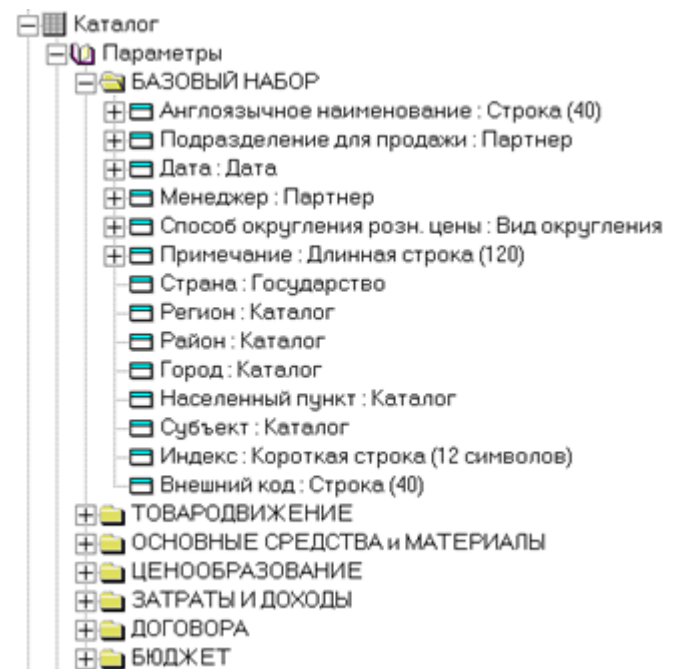 Каталог
Параметры
БАЗОВЫЙ НАБОР
Англоязычное наименование : Строка (40)
Подразделение для продажи : Партнер
Дата : Дата
Менеджер : Партнер
Способ округления розн. цены : Вид округления
Примечание : Длинная строка (120)
Страна : Государство
Регион : Каталог
Район : Каталог
Город : Каталог
Населенный пункт : Каталог
Субъект : Каталог
Индекс : Короткая строка (12 символов)
Внешний код : Строка (40)
ТОВАРОДВИЖЕНИЕ
ОСНОВНЫЕ СРЕДСТВА и МАТЕРИАЛЫ
ЦЕНООБРАЗОВАНИЕ
ЗАТРАТЫ И ДОХОДЫ
ДОГОВОРА
БЮДЖЕТ